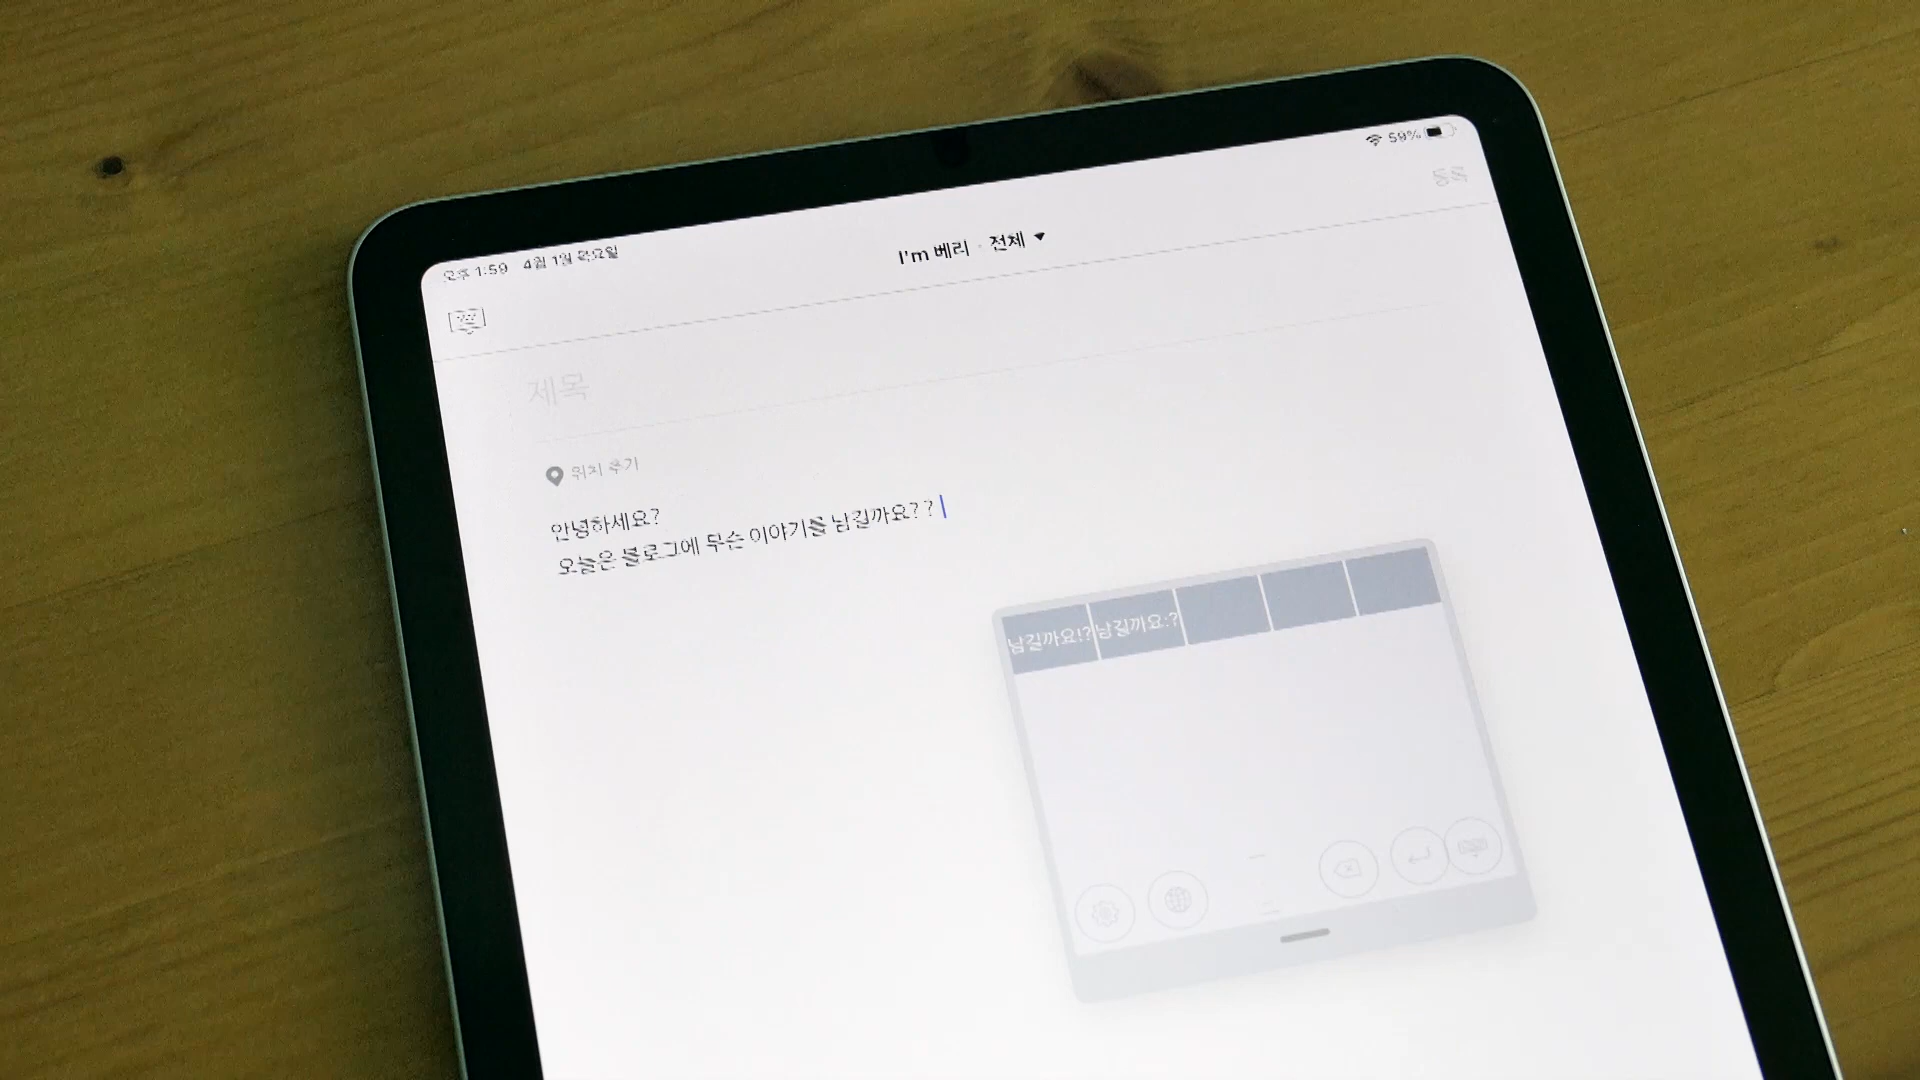 오후 1:59 4월 1일 목요일
59%
I'm 베리 · 전체 ▼
등록
제목
위치 추가
안녕하세요?
오늘은 블로그에 무슨 이야기를 남길까요??
남길까요!? 남길까요:?